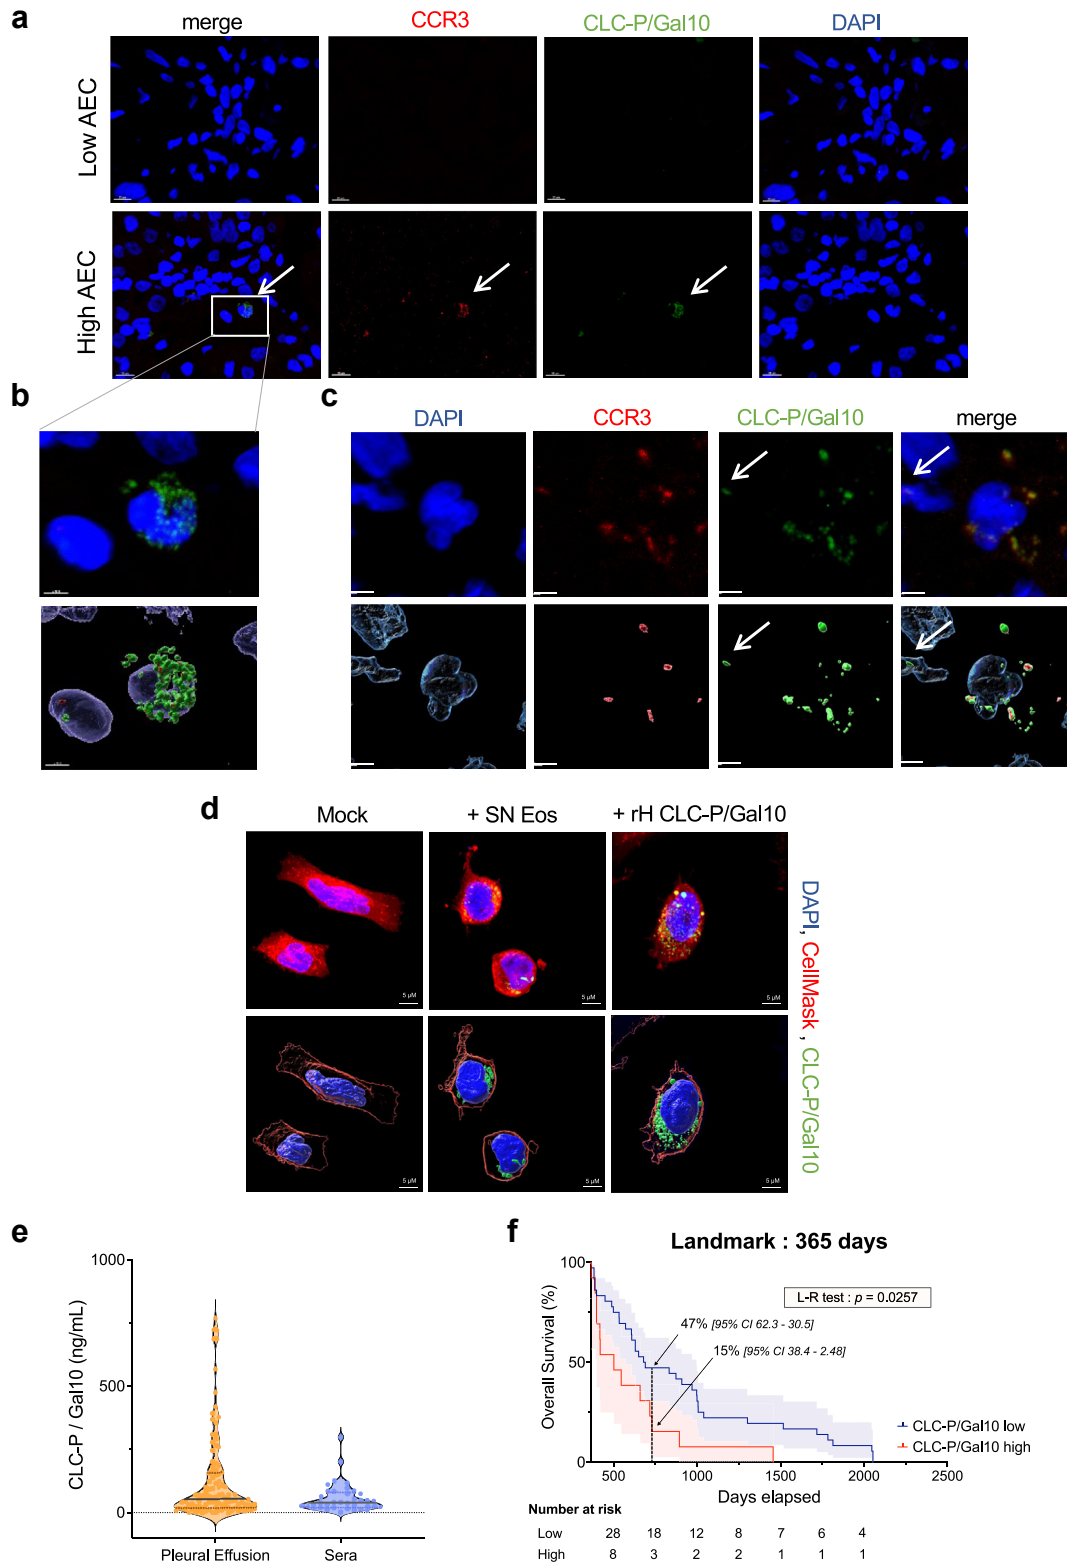 a
merge
CCR3
CLC-P/Gal10
DAPI
Low AEC
High AEC
b
c
DAPI
CCR3
CLC-P/Gal10
merge
d
Mock
+ SN Eos
+ rH CLC-P/Gal10
5 µM
5 µM
5 µM
5 µM
5 µM
5 µM
DAPI, CellMask, CLC-P/Gal10
e
CLC-P / Gal10 (ng/mL)
1000
500
0
Pleural Effusion
Sera
f
Landmark : 365 days
L-R test : p = 0.0257
47% [95% CI 62.3 - 30.5]
15% [95% CI 38.4 - 2.48]
Overall Survival (%)
100
50
0
CLC-P/Gal10 low
CLC-P/Gal10 high
500 1000 1500 2000 2500
Days elapsed
Number at risk
Low 28 18 12 8 7 6 4
High 8 3 2 2 1 1 1